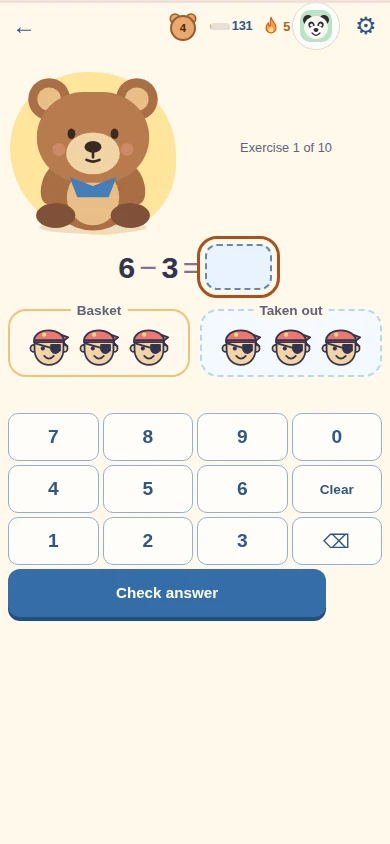 4 131 5
Exercise 1 of 10
6 − 3 =
Basket Taken out
7 8 9 0
4 5 6 Clear
1 2 3 ⌫
Check answer